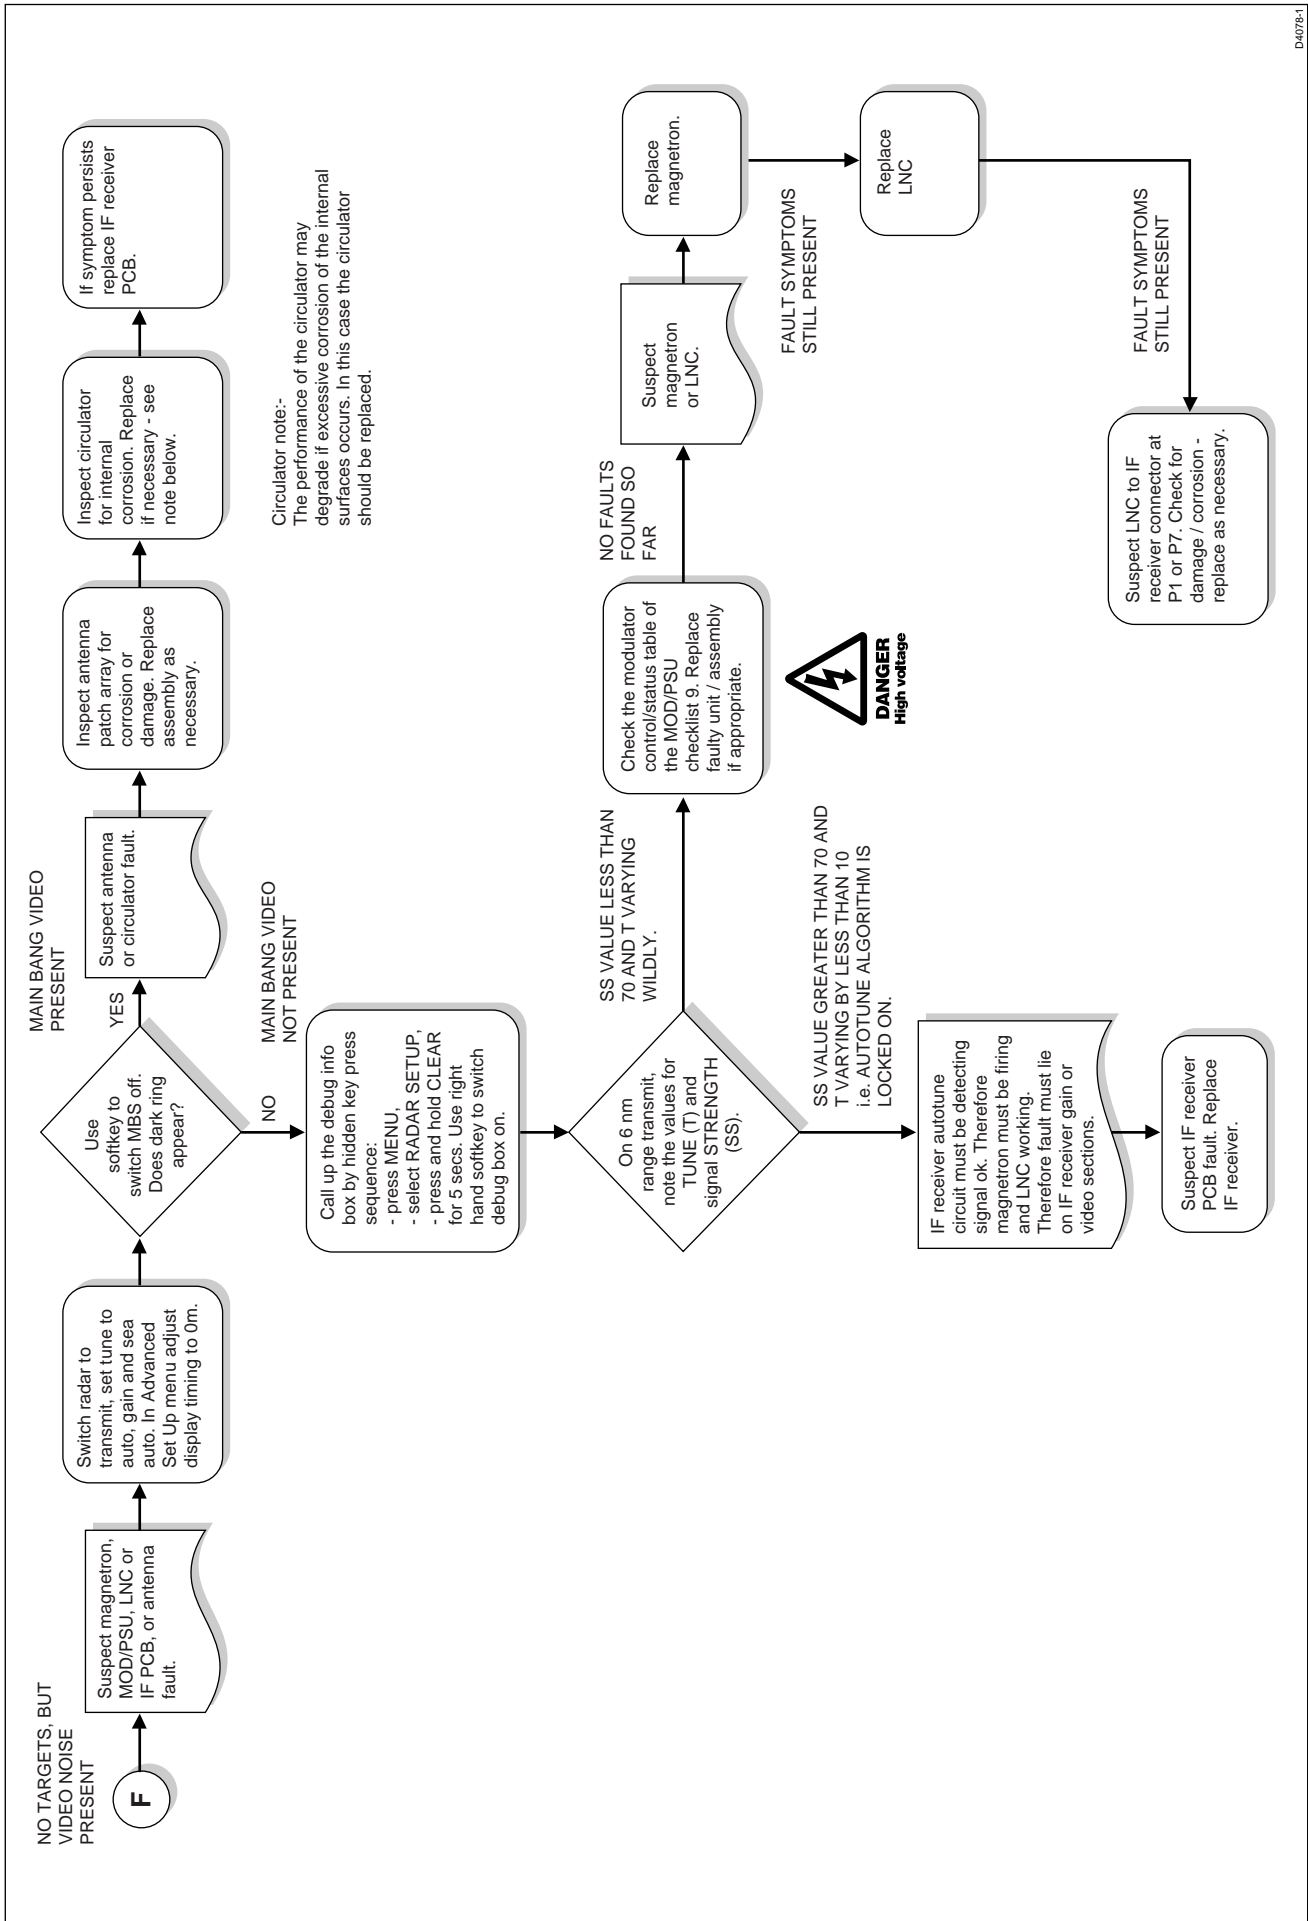 NO TARGETS, BUT
VIDEO NOISE
PRESENT
F
Suspect magnetron,
MOD/PSU, LNC or
IF PCB, or antenna
fault.
Switch radar to
transmit, set tune to
auto, gain and sea
auto. In Advanced
Set Up menu adjust
display timing to 0m.
Use
softkey to
switch MBS off.
Does dark ring
appear?
MAIN BANG VIDEO
PRESENT
YES
Suspect antenna
or circulator fault.
Inspect antenna
patch array for
corrosion or
damage. Replace
assembly as
necessary.
Inspect circulator
for internal
corrosion. Replace
if necessary - see
note below.
If symptom persists
replace IF receiver
PCB.
Circulator note:-
The performance of the circulator may
degrade if excessive corrosion of the internal
surfaces occurs. In this case the circulator
should be replaced.
NO
MAIN BANG VIDEO
NOT PRESENT
Call up the debug info
box by hidden key press
sequence:
- press MENU,
- select RADAR SETUP,
- press and hold CLEAR
for 5 secs. Use right
hand softkey to switch
debug box on.
On 6 nm
range transmit,
note the values for
TUNE (T) and
signal STRENGTH
(SS).
SS VALUE LESS THAN
70 AND T VARYING
WILDLY.
Check the modulator
control/status table of
the MOD/PSU
checklist 9. Replace
faulty unit / assembly
if appropriate.
DANGER
High voltage
NO FAULTS
FOUND SO
FAR
Suspect
magnetron
or LNC.
Replace
magnetron.
FAULT SYMPTOMS
STILL PRESENT
Replace
LNC
FAULT SYMPTOMS
STILL PRESENT
Suspect LNC to IF
receiver connector at
P1 or P7. Check for
damage / corrosion -
replace as necessary.
SS VALUE GREATER THAN 70 AND
T VARYING BY LESS THAN 10
i.e. AUTOTUNE ALGORITHM IS
LOCKED ON.
IF receiver autotune
circuit must be detecting
signal ok. Therefore
magnetron must be firing
and LNC working.
Therefore fault must lie
on IF receiver gain or
video sections.
Suspect IF receiver
PCB fault. Replace
IF receiver.
D4078-1